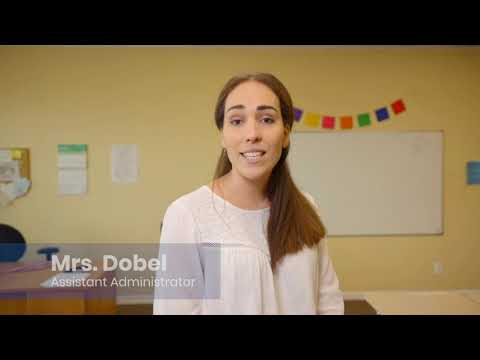 Mrs. Dobel
Assistant Administrator